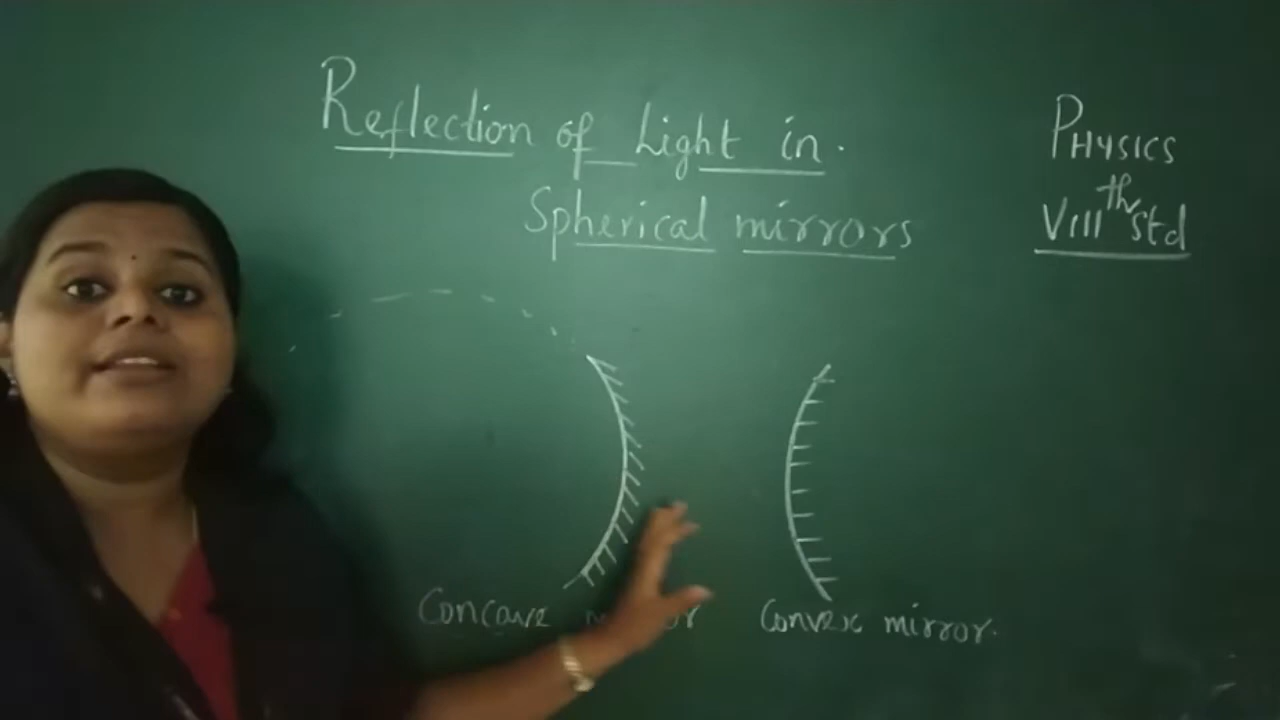 Reflection of Light in.
Spherical mirrors
PHYSICS
VIIIth Std
Concave
Convex mirror.